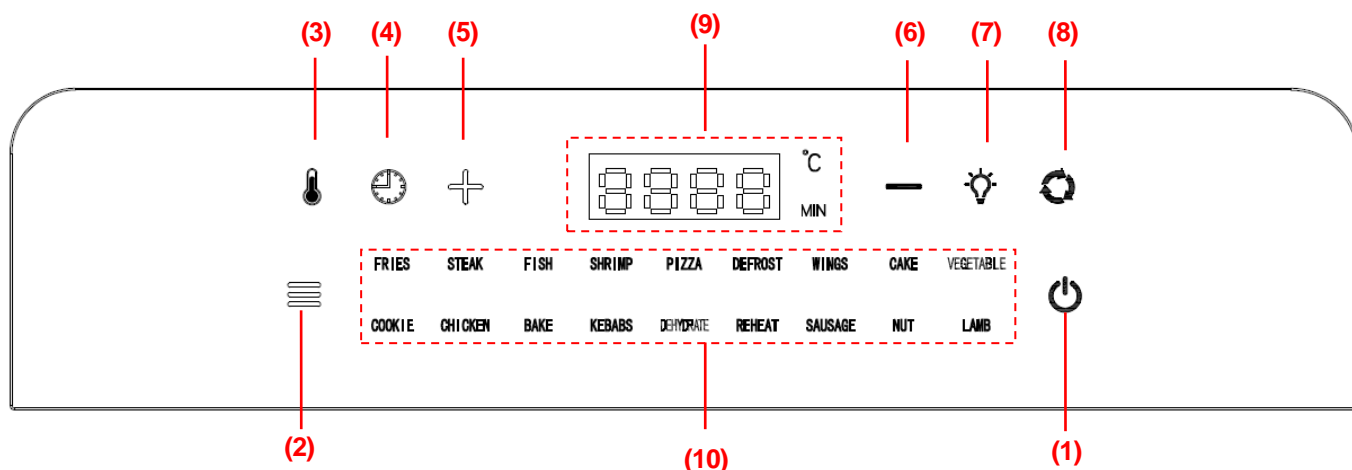 (3) (4) (5) (9) (6) (7) (8)
8888 °C
MIN
FRIES STEAK FISH SHRIMP PIZZA DEFROST WINGS CAKE VEGETABLE
COOKIE CHICKEN BAKE KEBABS DEHYDRATE REHEAT SAUSAGE NUT LAMB
(2) (10) (1)